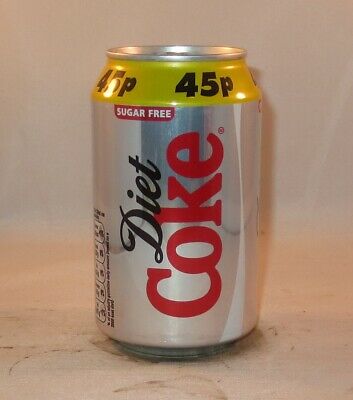 45p 45p
SUGAR FREE
Diet
Coke®